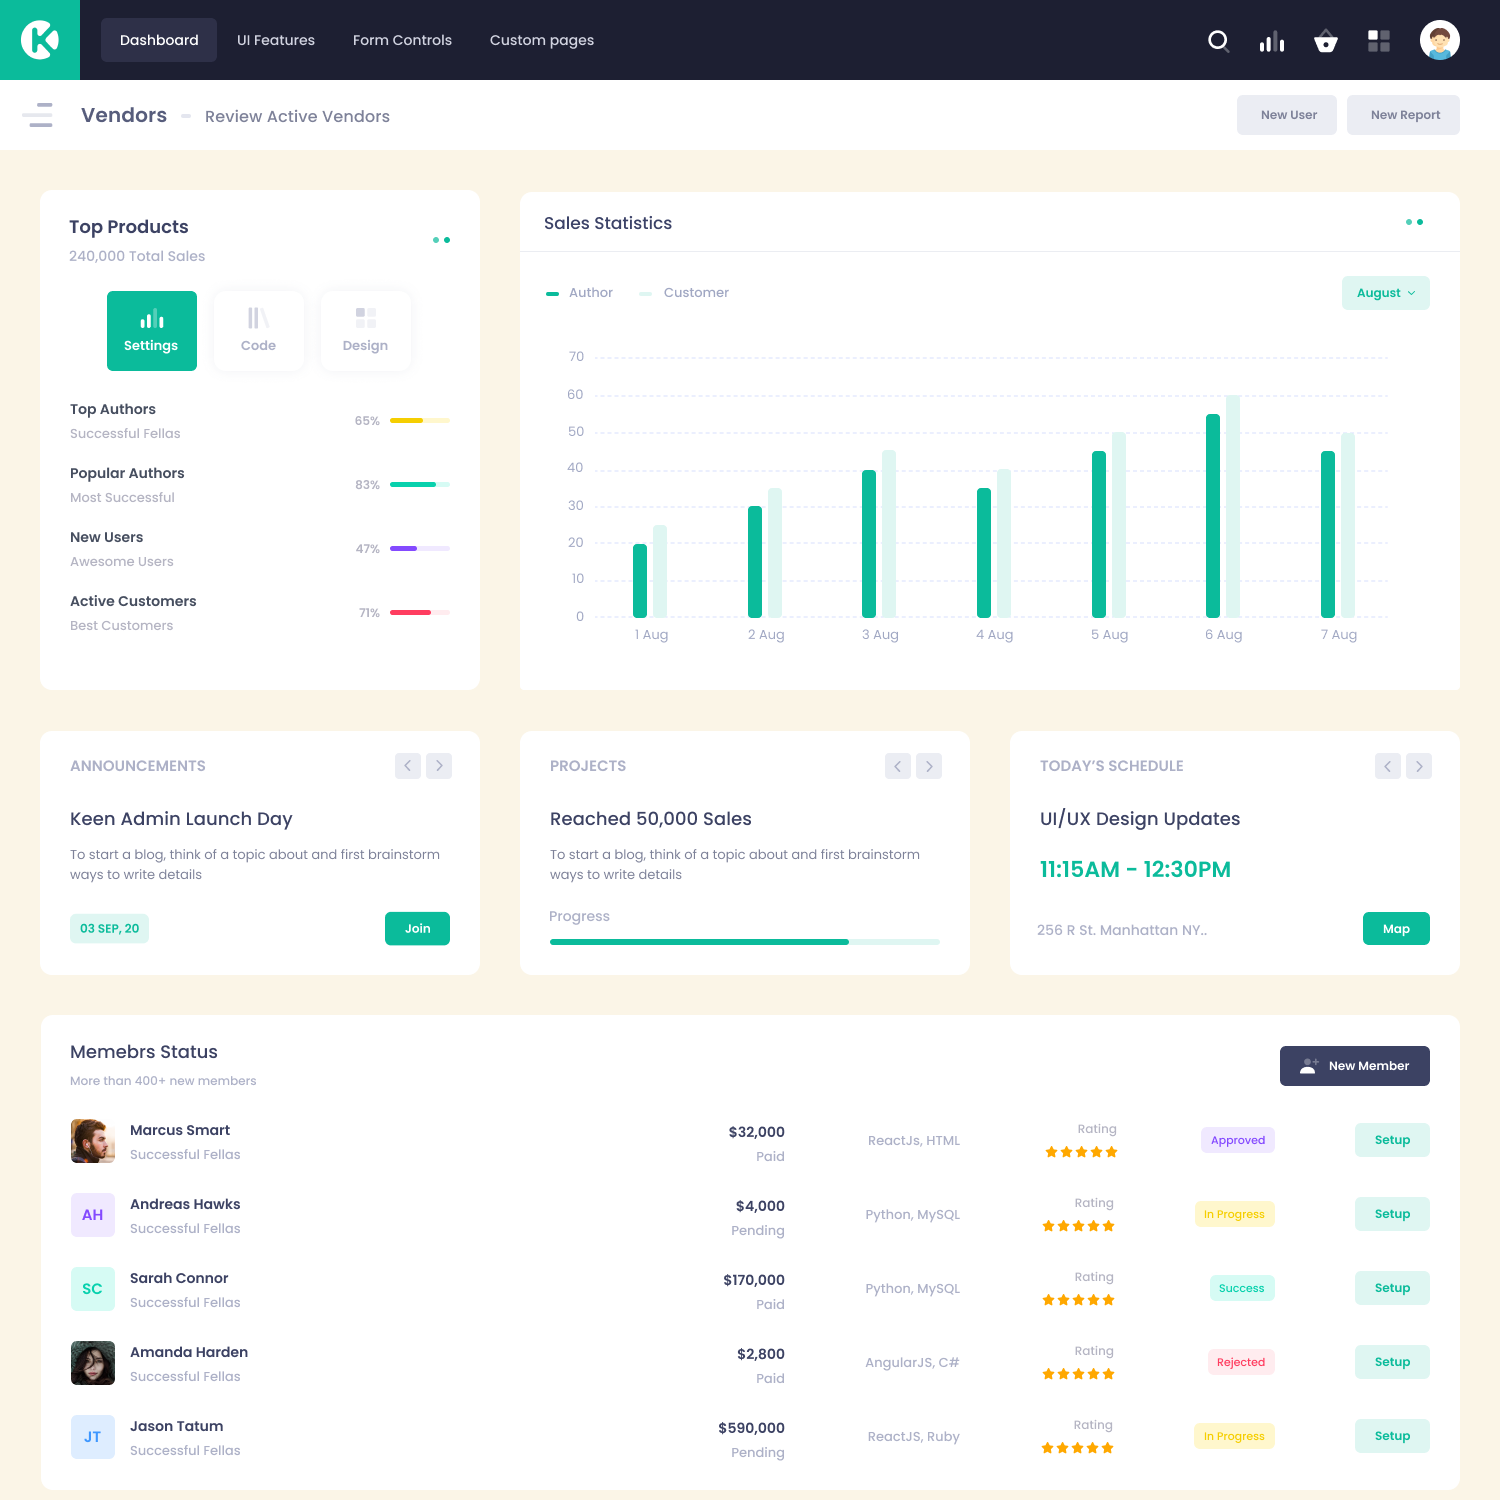 K
Dashboard
UI Features
Form Controls
Custom pages
Vendors
Review Active Vendors
New User
New Report
Top Products
240,000 Total Sales
Settings
Code
Design
Top Authors
Successful Fellas
65%
Popular Authors
Most Successful
83%
New Users
Awesome Users
47%
Active Customers
Best Customers
71%
Sales Statistics
Author
Customer
August
70
60
50
40
30
20
10
0
1 Aug
2 Aug
3 Aug
4 Aug
5 Aug
6 Aug
7 Aug
ANNOUNCEMENTS
Keen Admin Launch Day
To start a blog, think of a topic about and first brainstorm
ways to write details
03 SEP, 20
Join
PROJECTS
Reached 50,000 Sales
To start a blog, think of a topic about and first brainstorm
ways to write details
Progress
TODAY’S SCHEDULE
UI/UX Design Updates
11:15AM - 12:30PM
256 R St. Manhattan NY..
Map
Memebrs Status
More than 400+ new members
New Member
Marcus Smart
Successful Fellas
$32,000
Paid
ReactJs, HTML
Rating
Approved
Setup
AH
Andreas Hawks
Successful Fellas
$4,000
Pending
Python, MySQL
Rating
In Progress
Setup
SC
Sarah Connor
Successful Fellas
$170,000
Paid
Python, MySQL
Rating
Success
Setup
Amanda Harden
Successful Fellas
$2,800
Paid
AngularJS, C#
Rating
Rejected
Setup
JT
Jason Tatum
Successful Fellas
$590,000
Pending
ReactJS, Ruby
Rating
In Progress
Setup